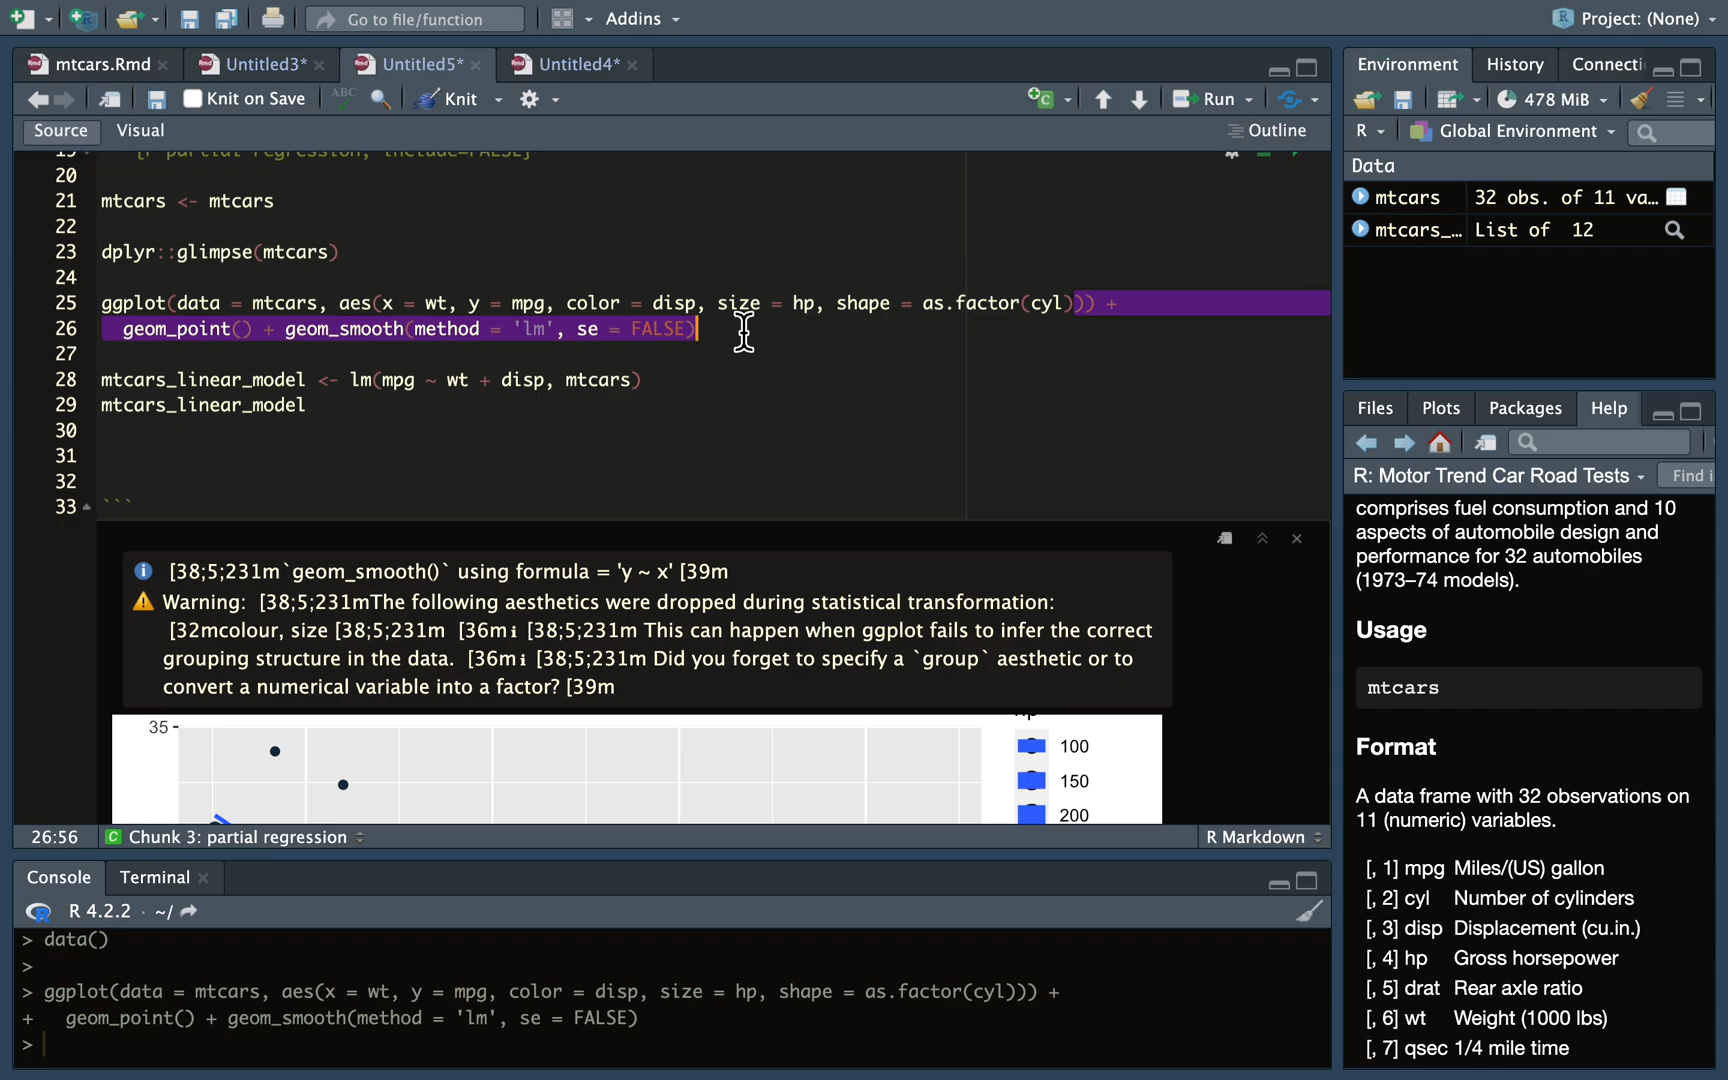 Go to file/function
Addins
Project: (None)
mtcars.Rmd
Untitled3*
Untitled5*
Untitled4*
Knit on Save
ABC
Knit
Run
Source
Visual
Outline
20
21 mtcars <- mtcars
22
23 dplyr::glimpse(mtcars)
24
25 ggplot(data = mtcars, aes(x = wt, y = mpg, color = disp, size = hp, shape = as.factor(cyl))) +
26 geom_point() + geom_smooth(method = 'lm', se = FALSE)
27
28 mtcars_linear_model <- lm(mpg ~ wt + disp, mtcars)
29 mtcars_linear_model
30
31
32
33 ```
[38;5;231m`geom_smooth()` using formula = 'y ~ x' [39m
Warning: [38;5;231mThe following aesthetics were dropped during statistical transformation:
[32mcolour, size [38;5;231m [36mi [38;5;231m This can happen when ggplot fails to infer the correct
grouping structure in the data. [36mi [38;5;231m Did you forget to specify a `group` aesthetic or to
convert a numerical variable into a factor? [39m
35
100
150
200
26:56
C Chunk 3: partial regression
R Markdown
Console
Terminal
R 4.2.2 · ~/
> data()
>
> ggplot(data = mtcars, aes(x = wt, y = mpg, color = disp, size = hp, shape = as.factor(cyl))) +
+ geom_point() + geom_smooth(method = 'lm', se = FALSE)
>
Environment
History
Connecti
478 MiB
R
Global Environment
Data
mtcars 32 obs. of 11 va…
mtcars_… List of 12
Files
Plots
Packages
Help
R: Motor Trend Car Road Tests
Find i
comprises fuel consumption and 10
aspects of automobile design and
performance for 32 automobiles
(1973–74 models).
Usage
mtcars
Format
A data frame with 32 observations on
11 (numeric) variables.
[, 1] mpg Miles/(US) gallon
[, 2] cyl Number of cylinders
[, 3] disp Displacement (cu.in.)
[, 4] hp Gross horsepower
[, 5] drat Rear axle ratio
[, 6] wt Weight (1000 lbs)
[, 7] qsec 1/4 mile time